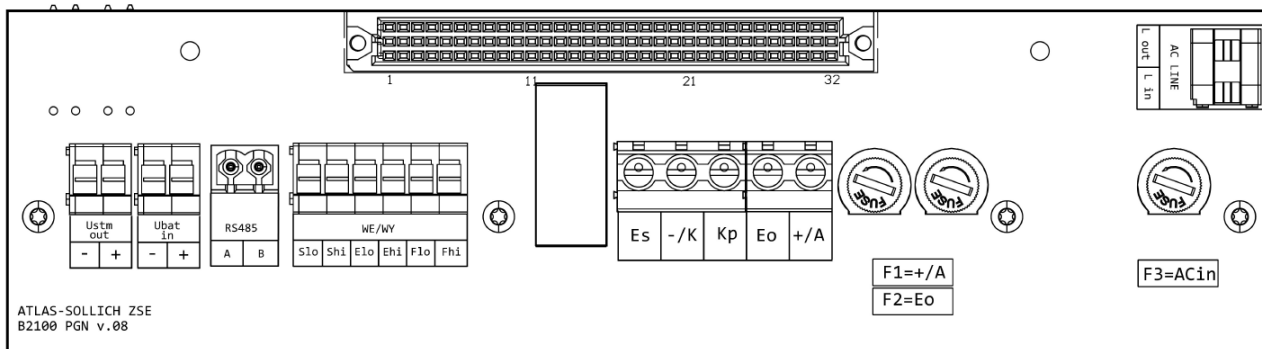 1 11 21 32
L out L in AC LINE
Ustm out
- +
Ubat in
- +
RS485
A B
WE/WY
Slo Shi Elo Ehi Flo Fhi
Es -/K Kp Eo +/A
FUSE FUSE FUSE
F1=+/A
F2=Eo
F3=ACin
ATLAS-SOLLICH ZSE
B2100 PGN v.08